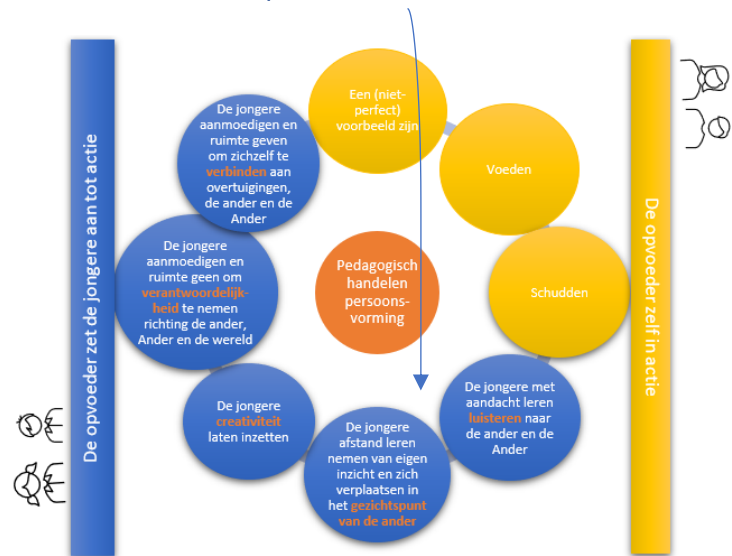 De opvoeder zet de jongere aan tot actie
Een (niet-
perfect)
voorbeeld zijn
Voeden
Schudden
De jongere met
aandacht leren
luisteren naar
de ander en de
Ander
De jongere
afstand leren
nemen van eigen
inzicht en zich
verplaatsen in
het gezichtspunt
van de ander
De jongere
creativiteit
laten inzetten
De jongere
aanmoedigen en
ruimte geen om
verantwoordelijk-
heid te nemen
richting de ander,
Ander en de wereld
De jongere
aanmoedigen en
ruimte geven
om zichzelf te
verbinden aan
overtuigingen,
de ander en de
Ander
Pedagogisch
handelen
persoons-
vorming
De opvoeder zelf in actie